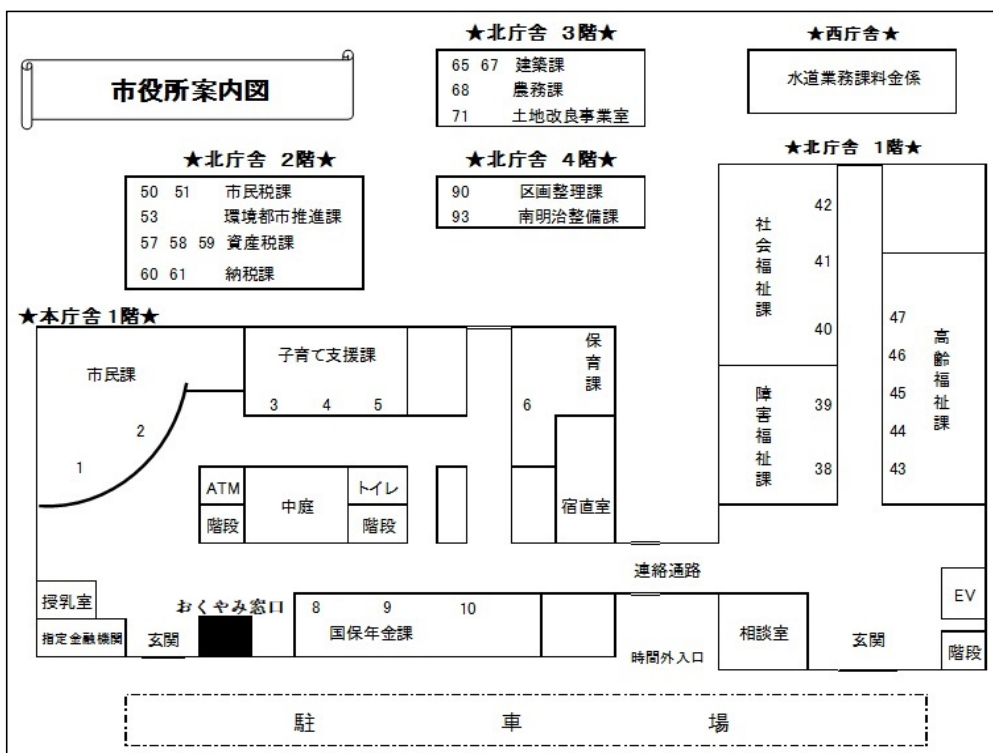 市役所案内図
★北庁舎 3階★
65 67 建築課
68 農務課
71 土地改良事業室
★西庁舎★
水道業務課料金係
★北庁舎 2階★
50 51 市民税課
53 環境都市推進課
57 58 59 資産税課
60 61 納税課
★北庁舎 4階★
90 区画整理課
93 南明治整備課
★北庁舎 1階★
社会福祉課
42
41
40
障害福祉課
39
38
高齢福祉課
47
46
45
44
43
★本庁舎1階★
市民課
1
2
子育て支援課
3 4 5
保育課
6
ATM
階段
中庭
トイレ
階段
宿直室
連絡通路
授乳室
指定金融機関
玄関
おくやみ窓口
8 9 10
国保年金課
時間外入口
相談室
玄関
EV
階段
駐車場